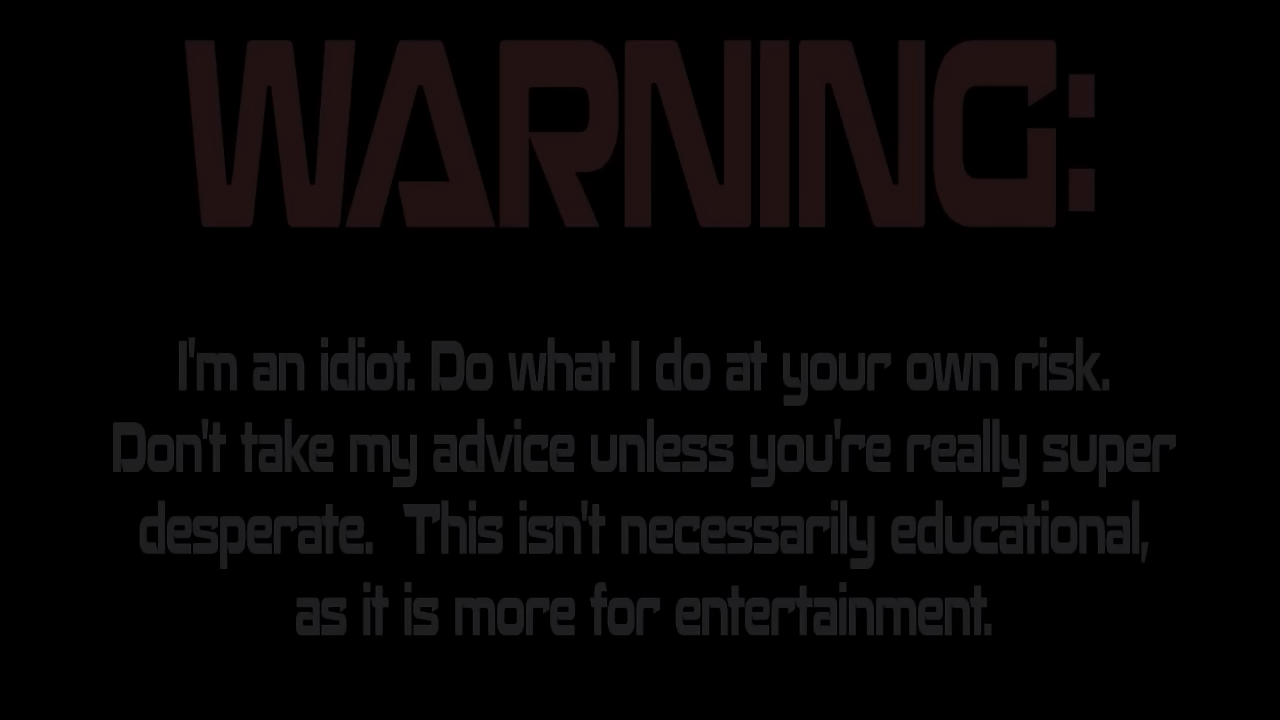 WARNING:
I'm an idiot. Do what I do at your own risk.
Don't take my advice unless you're really super
desperate.  This isn't necessarily educational,
as it is more for entertainment.